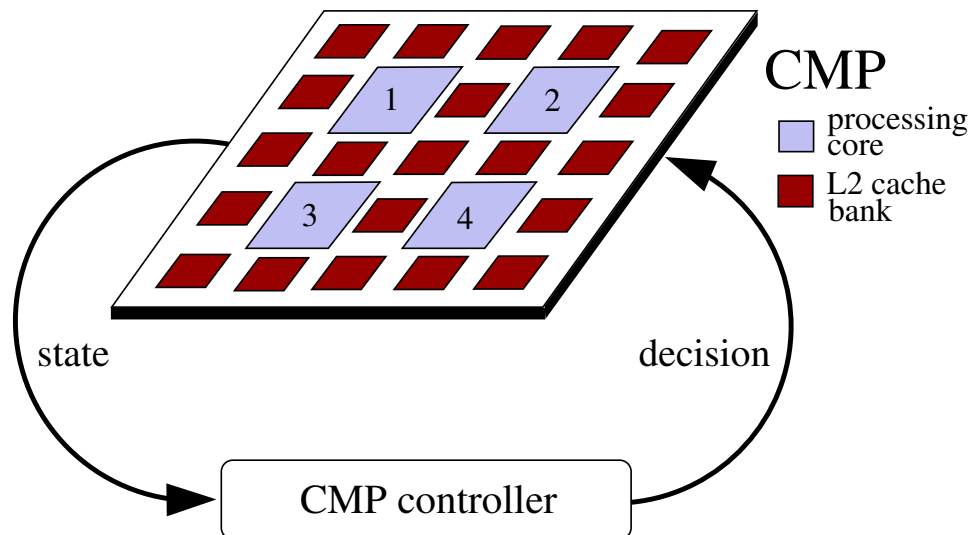 CMP
processing
core
L2 cache
bank
1
2
3
4
state
decision
CMP controller